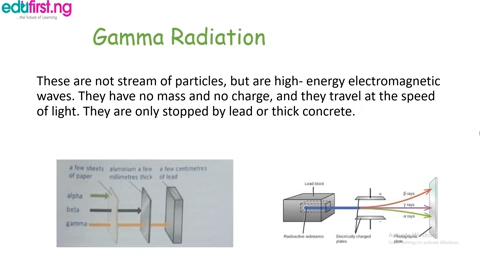 edufirst.ng
...the future of Learning
Gamma Radiation
These are not stream of particles, but are high- energy electromagnetic
waves. They have no mass and no charge, and they travel at the speed
of light. They are only stopped by lead or thick concrete.
a few sheets of paper
aluminium a few millimetres thick
a few centimetres of lead
alpha
beta
gamma
Lead block
Radioactive substance
Electrically charged plates
β rays
γ rays
α rays
plate